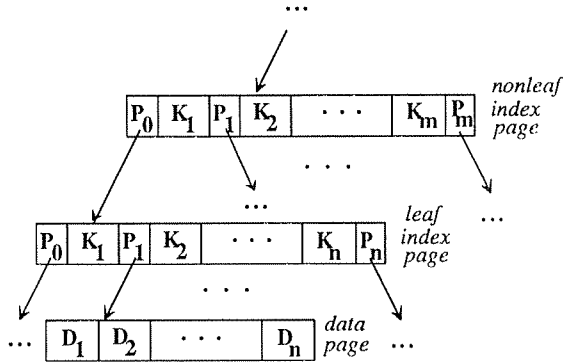 ...
P0 K1 P1 K2 . . . Km Pm
nonleaf
index
page
. . .
...
...
P0 K1 P1 K2 . . . Kn Pn
leaf
index
page
. . .
... D1 D2 . . . Dn
data
page
...